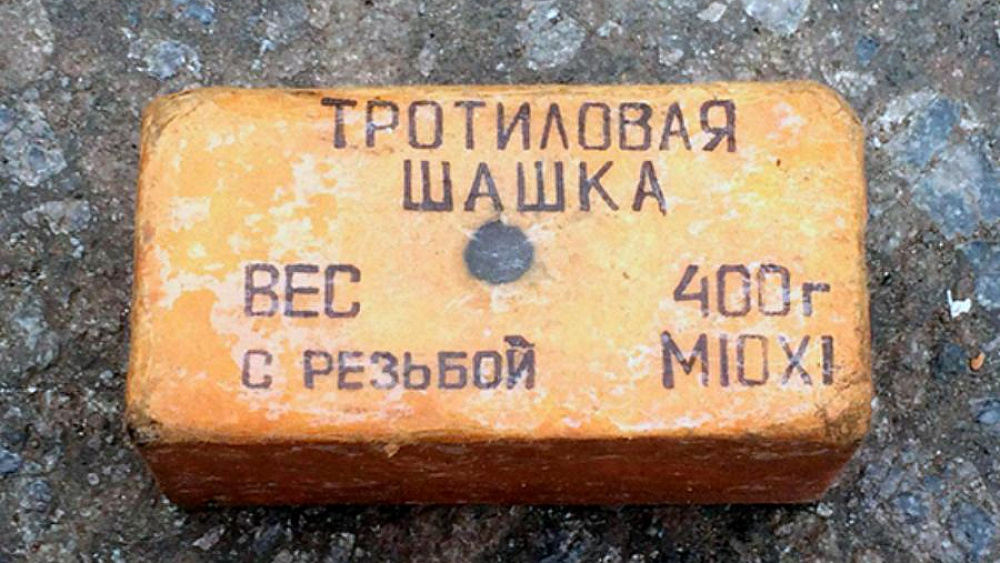 ТРОТИЛОВАЯ
ШАШКА
ВЕС 400г
С РЕЗЬБОЙ М10Х1